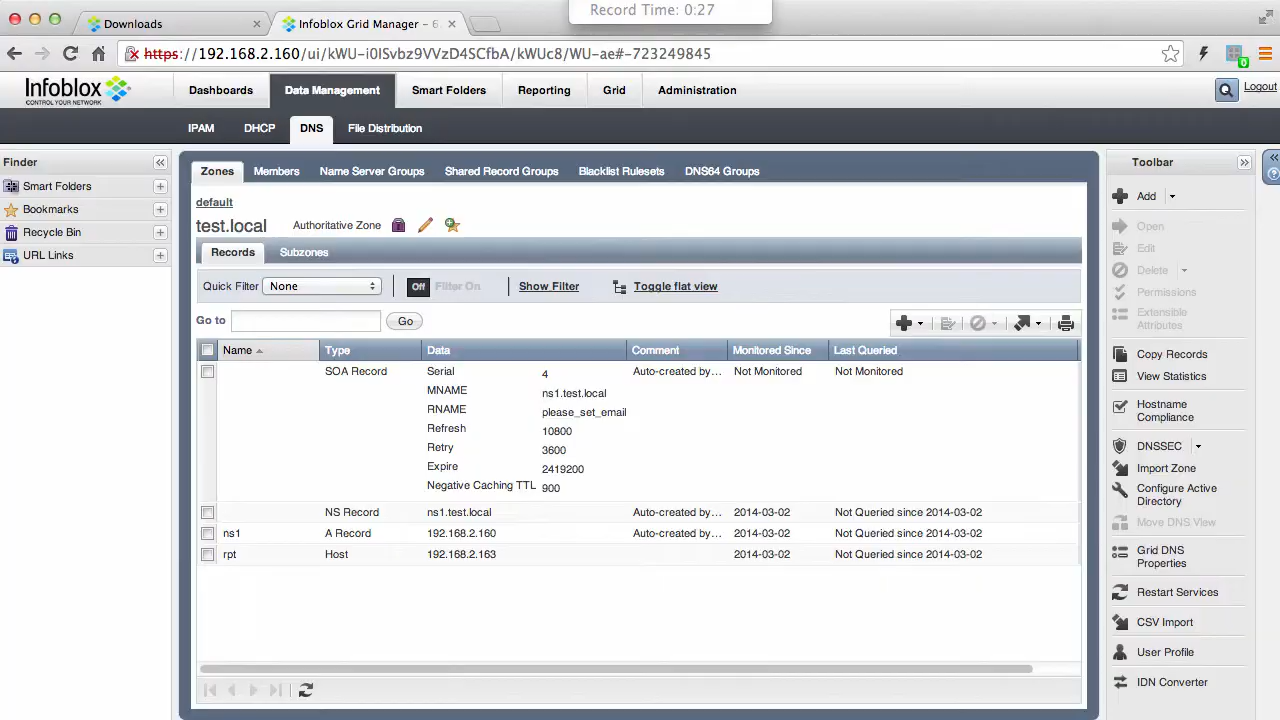 Record Time: 0:27
Downloads
Infoblox Grid Manager – 6.
https://192.168.2.160/ui/kWU-i0ISvbz9VVzD4SCfbA/kWUc8/WU-ae#-723249845
0
Infoblox
CONTROL YOUR NETWORK
Dashboards Data Management Smart Folders Reporting Grid Administration
Logout
IPAM DHCP DNS File Distribution
Finder
Smart Folders
Bookmarks
Recycle Bin
URL Links
Zones Members Name Server Groups Shared Record Groups Blacklist Rulesets DNS64 Groups
default
test.local Authoritative Zone
Records Subzones
Quick Filter None Off Filter On Show Filter Toggle flat view
Go to Go
Name Type Data Comment Monitored Since Last Queried
SOA Record Serial 4 Auto-created by... Not Monitored Not Monitored
MNAME ns1.test.local
RNAME please_set_email
Refresh 10800
Retry 3600
Expire 2419200
Negative Caching TTL 900
NS Record ns1.test.local Auto-created by... 2014-03-02 Not Queried since 2014-03-02
ns1 A Record 192.168.2.160 Auto-created by... 2014-03-02 Not Queried since 2014-03-02
rpt Host 192.168.2.163 2014-03-02 Not Queried since 2014-03-02
Toolbar
Add
Open
Edit
Delete
Permissions
Extensible
Attributes
Copy Records
View Statistics
Hostname
Compliance
DNSSEC
Import Zone
Configure Active
Directory
Move DNS View
Grid DNS
Properties
Restart Services
CSV Import
User Profile
IDN Converter